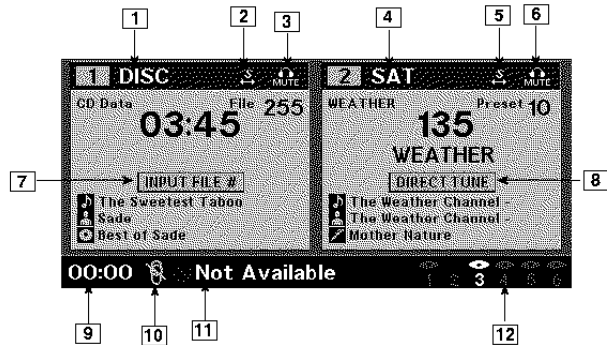 1 2 3 4 5 6
1 DISC S MUTE
2 SAT S MUTE
CD Data File 255
03:45
WEATHER Preset 10
135
WEATHER
7 INPUT FILE #
DIRECT TUNE 8
The Sweetest Taboo
Sade
Best of Sade
The Weather Channel -
The Weather Channel -
Mother Nature
00:00 Not Available 1 2 3 4 5 6
9 10 11 12